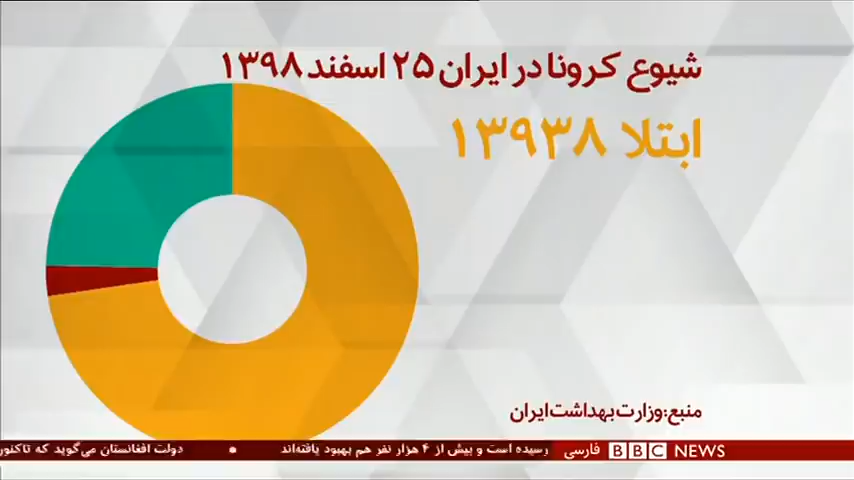 شیوع کرونا در ایران ۲۵ اسفند ۱۳۹۸
ابتلا ۱۳۹۳۸
منبع:وزارت بهداشت ایران
BBC NEWS فارسی رسیده است و بیش از ۴ هزار نفر هم بهبود یافته‌اند • دولت افغانستان می‌گوید که تاکنون